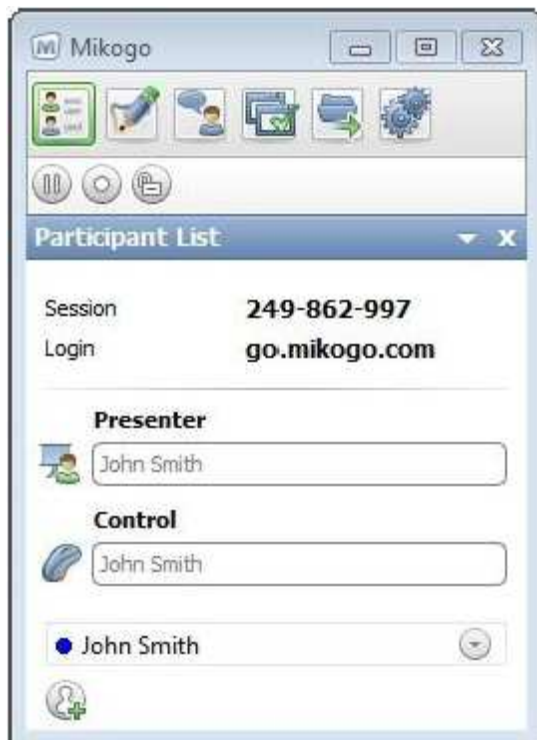 Mikogo
Participant List
Session 249-862-997
Login go.mikogo.com
Presenter
John Smith
Control
John Smith
John Smith